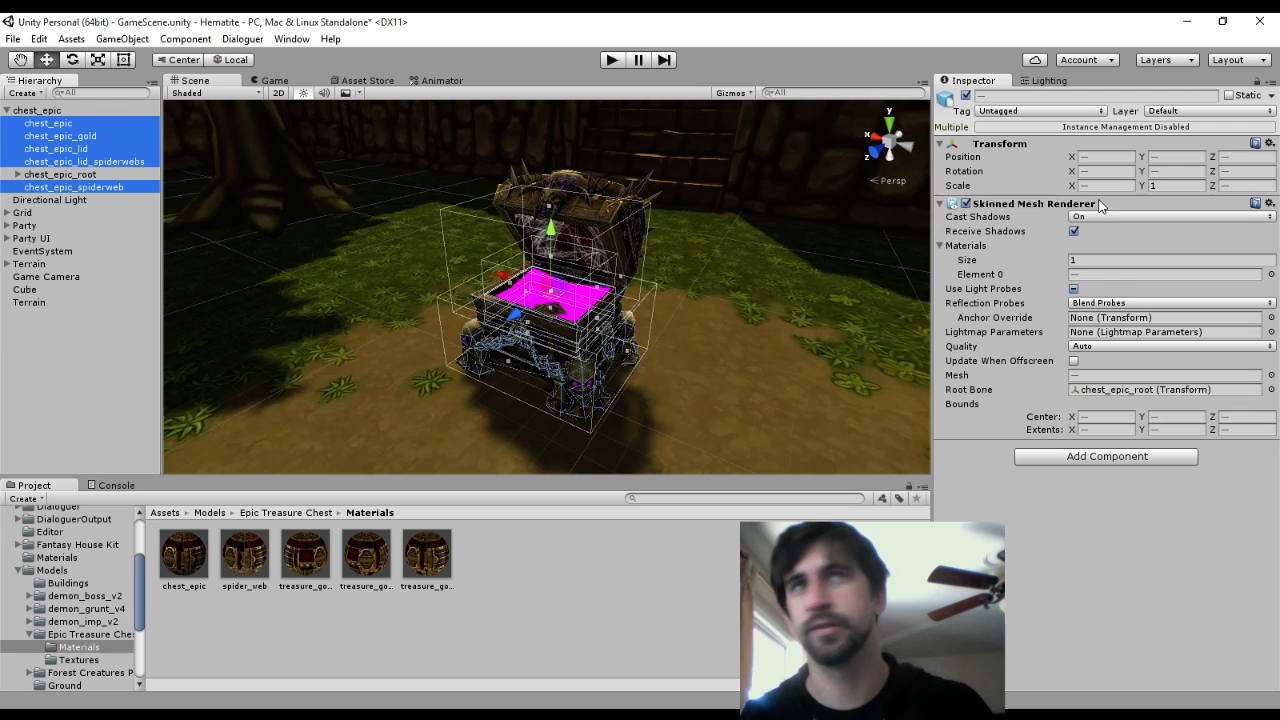 Unity Personal (64bit) - GameScene.unity - Hematite - PC, Mac & Linux Standalone* <DX11>
File Edit Assets GameObject Component Dialoguer Window Help
Center Local Account Layers Layout
Hierarchy
Create All
chest_epic
chest_epic
chest_epic_gold
chest_epic_lid
chest_epic_lid_spiderwebs
chest_epic_root
chest_epic_spiderweb
Directional Light
Grid
Party
Party UI
EventSystem
Terrain
Game Camera
Cube
Terrain
Scene Game Asset Store Animator
Shaded 2D Gizmos All
y
x
z
Persp
Inspector Lighting
— Static
Tag Untagged Layer Default
Multiple Instance Management Disabled
Transform
Position X — Y — Z —
Rotation X — Y — Z —
Scale X — Y 1 Z —
Skinned Mesh Renderer
Cast Shadows On
Receive Shadows
Materials
Size 1
Element 0 —
Use Light Probes
Reflection Probes Blend Probes
Anchor Override None (Transform)
Lightmap Parameters None (Lightmap Parameters)
Quality Auto
Update When Offscreen
Mesh —
Root Bone chest_epic_root (Transform)
Bounds
Center: X — Y — Z —
Extents: X — Y — Z —
Add Component
Project Console
Create
Dialoguer
DialoguerOutput
Editor
Fantasy House Kit
Materials
Models
Buildings
demon_boss_v2
demon_grunt_v4
demon_imp_v2
Epic Treasure Ches
Materials
Textures
Forest Creatures P
Ground
Assets Models Epic Treasure Chest Materials
chest_epic spider_web treasure_go... treasure_go... treasure_go...